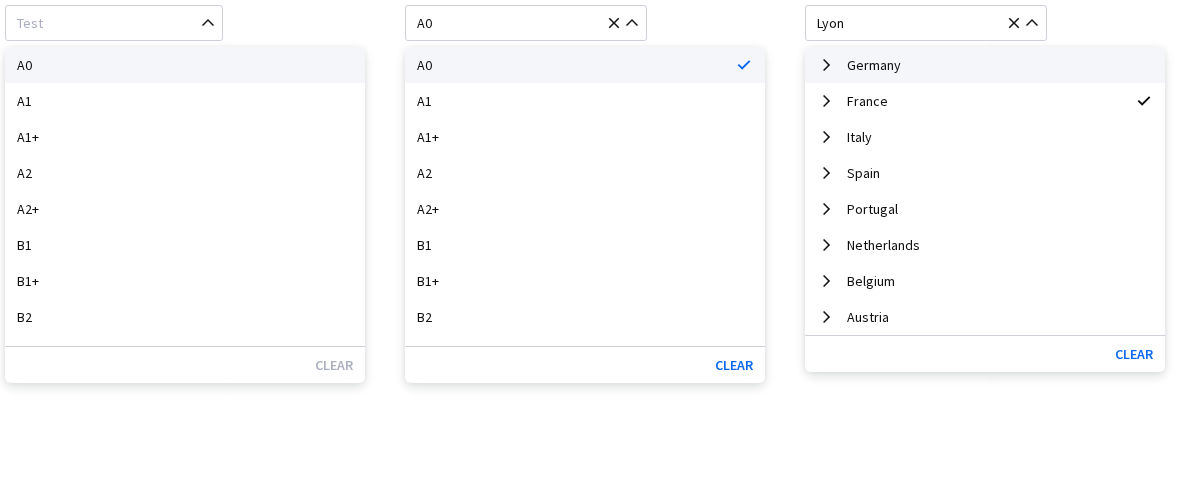 Test
A0
A1
A1+
A2
A2+
B1
B1+
B2
CLEAR
A0
A0
A1
A1+
A2
A2+
B1
B1+
B2
CLEAR
Lyon
Germany
France
Italy
Spain
Portugal
Netherlands
Belgium
Austria
CLEAR